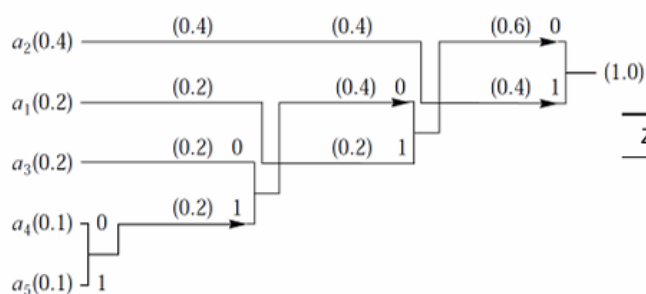 (0.4) (0.4) (0.6) 0
a2(0.4)
(1.0)
(0.2) (0.4) 0 (0.4) 1
a1(0.2)
(0.2) 0 (0.2) 1
a3(0.2)
(0.2) 1
a4(0.1) 0
a5(0.1) 1